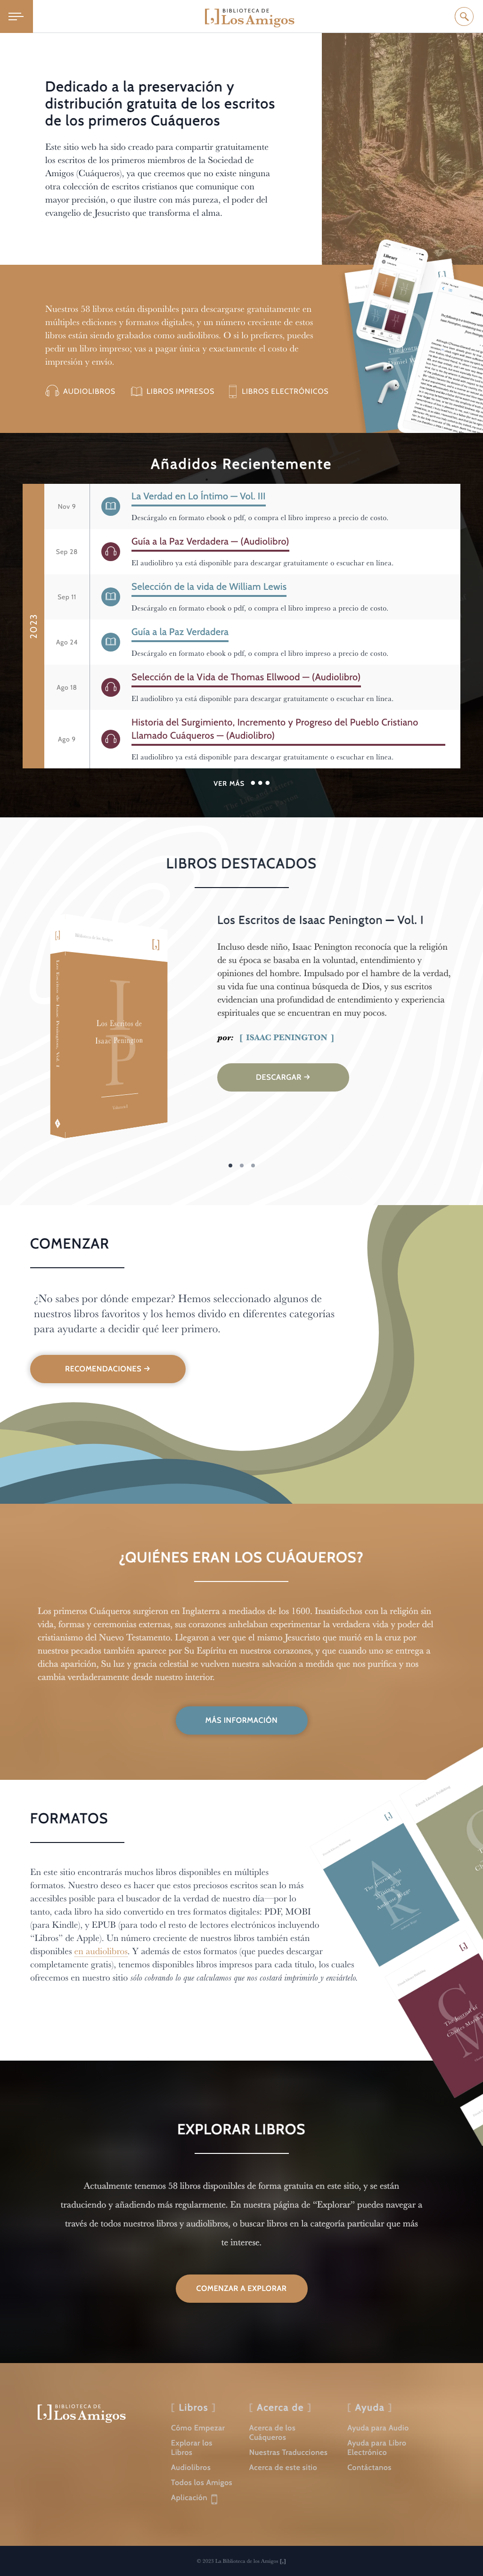 BIBLIOTECA DE
Los Amigos
Dedicado a la preservación y
distribución gratuita de los escritos
de los primeros Cuáqueros
Este sitio web ha sido creado para compartir gratuitamente
los escritos de los primeros miembros de la Sociedad de
Amigos (Cuáqueros), ya que creemos que no existe ninguna
otra colección de escritos cristianos que comunique con
mayor precisión, o que ilustre con más pureza, el poder del
evangelio de Jesucristo que transforma el alma.
Library
Nuestros 58 libros están disponibles para descargarse gratuitamente en
múltiples ediciones y formatos digitales, y un número creciente de estos
libros están siendo grabados como audiolibros. O si lo prefieres, puedes
pedir un libro impreso; vas a pagar única y exactamente el costo de
impresión y envío.
AUDIOLIBROS
LIBROS IMPRESOS
LIBROS ELECTRÓNICOS
Añadidos Recientemente
2023
Nov 9
La Verdad en Lo Íntimo — Vol. III
Descárgalo en formato ebook o pdf, o compra el libro impreso a precio de costo.
Sep 28
Guía a la Paz Verdadera — (Audiolibro)
El audiolibro ya está disponible para descargar gratuitamente o escuchar en línea.
Sep 11
Selección de la vida de William Lewis
Descárgalo en formato ebook o pdf, o compra el libro impreso a precio de costo.
Ago 24
Guía a la Paz Verdadera
Descárgalo en formato ebook o pdf, o compra el libro impreso a precio de costo.
Ago 18
Selección de la Vida de Thomas Ellwood — (Audiolibro)
El audiolibro ya está disponible para descargar gratuitamente o escuchar en línea.
Ago 9
Historia del Surgimiento, Incremento y Progreso del Pueblo Cristiano
Llamado Cuáqueros — (Audiolibro)
El audiolibro ya está disponible para descargar gratuitamente o escuchar en línea.
VER MÁS
LIBROS DESTACADOS
Biblioteca de los Amigos
Los Escritos de Isaac Penington, Vol. I
I
P
Los Escritos de
Isaac Penington
Los Escritos de Isaac Penington — Vol. I
Incluso desde niño, Isaac Penington reconocía que la religión
de su época se basaba en la voluntad, entendimiento y
opiniones del hombre. Impulsado por el hambre de la verdad,
su vida fue una continua búsqueda de Dios, y sus escritos
evidencian una profundidad de entendimiento y experiencia
espirituales que se encuentran en muy pocos.
por: [ ISAAC PENINGTON ]
DESCARGAR →
COMENZAR
¿No sabes por dónde empezar? Hemos seleccionado algunos de
nuestros libros favoritos y los hemos divido en diferentes categorias
para ayudarte a decidir qué leer primero.
RECOMENDACIONES →
¿QUIÉNES ERAN LOS CUÁQUEROS?
Los primeros Cuáqueros surgieron en Inglaterra a mediados de los 1600. Insatisfechos con la religión sin
vida, formas y ceremonias externas, sus corazones anhelaban experimentar la verdadera vida y poder del
cristianismo del Nuevo Testamento. Llegaron a ver que el mismo Jesucristo que murió en la cruz por
nuestros pecados también aparece por Su Espíritu en nuestros corazones, y que cuando uno se entrega a
dicha aparición, Su luz y gracia celestial se vuelven nuestra salvación a medida que nos purifica y nos
cambia verdaderamente desde nuestro interior.
MÁS INFORMACIÓN
FORMATOS
En este sitio encontrarás muchos libros disponibles en múltiples
formatos. Nuestro deseo es hacer que estos preciosos escritos sean lo más
accesibles posible para el buscador de la verdad de nuestro día—por lo
tanto, cada libro ha sido convertido en tres formatos digitales: PDF, MOBI
(para Kindle), y EPUB (para todo el resto de lectores electrónicos incluyendo
“Libros” de Apple). Un número creciente de nuestros libros también están
disponibles en audiolibros. Y además de estos formatos (que puedes descargar
completamente gratis), tenemos disponibles libros impresos para cada título, los cuales
ofrecemos en nuestro sitio sólo cobrando lo que calculamos que nos costará imprimirlo y enviártelo.
EXPLORAR LIBROS
Actualmente tenemos 58 libros disponibles de forma gratuita en este sitio, y se están
traduciendo y añadiendo más regularmente. En nuestra página de “Explorar” puedes navegar a
través de todos nuestros libros y audiolibros, o buscar libros en la categoría particular que más
te interese.
COMENZAR A EXPLORAR
BIBLIOTECA DE
Los Amigos
[ Libros ]
Cómo Empezar
Explorar los
Libros
Audiolibros
Todos los Amigos
Aplicación
[ Acerca de ]
Acerca de los
Cuáqueros
Nuestras Traducciones
Acerca de este sitio
[ Ayuda ]
Ayuda para Audio
Ayuda para Libro
Electrónico
Contáctanos
© 2023 La Biblioteca de los Amigos